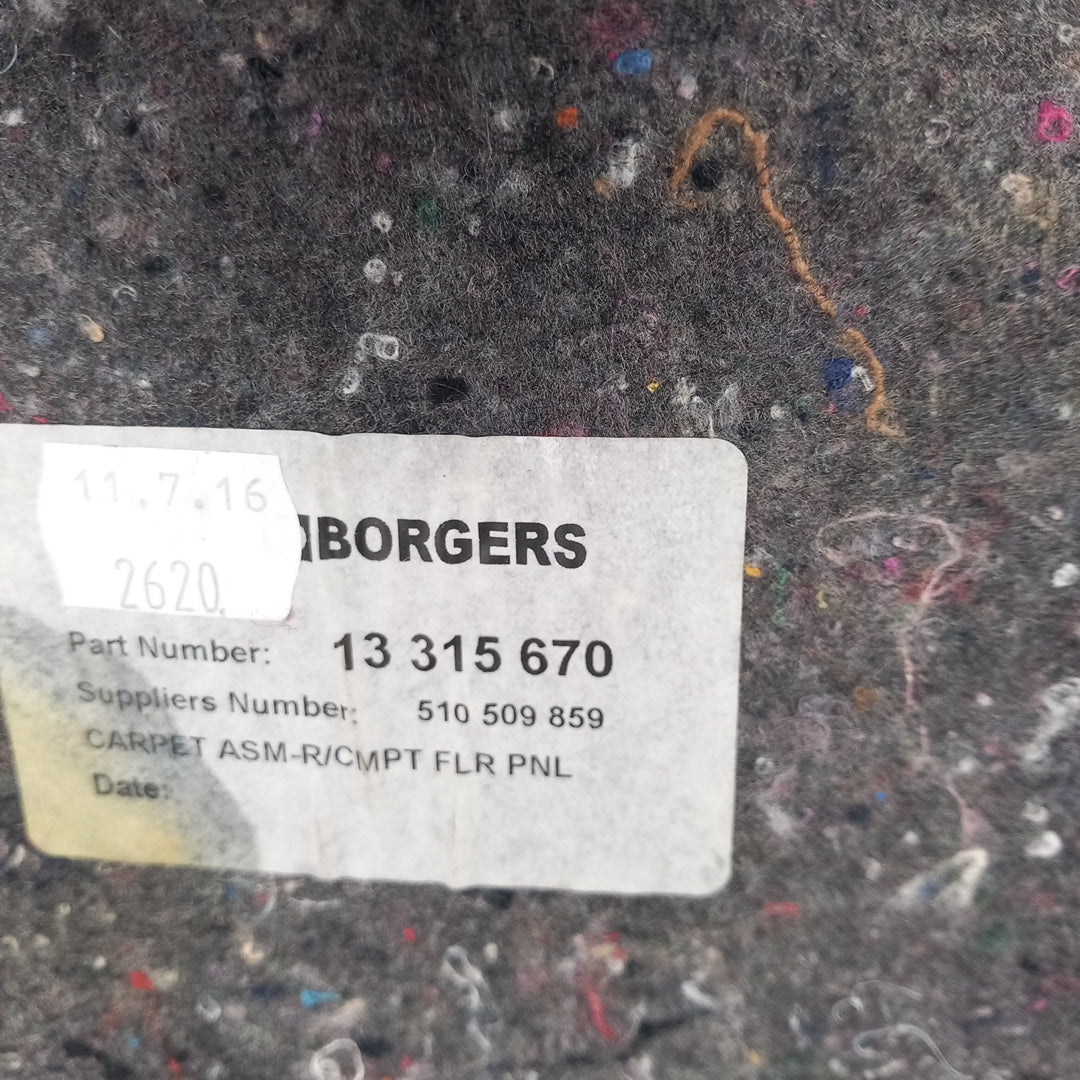 11.7.16
2620
BORGERS
Part Number: 13 315 670
Suppliers Number: 510 509 859
CARPET ASM-R/CMPT FLR PNL
Date: